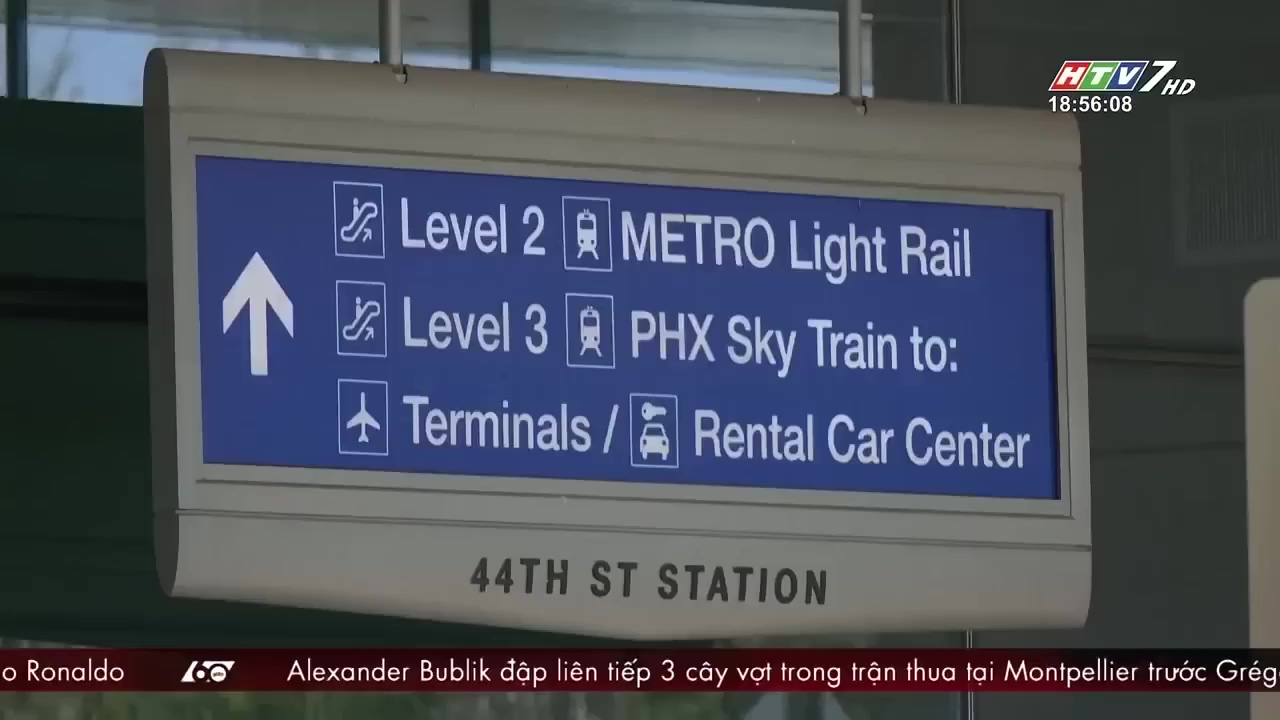 HTV7 HD
18:56:08
Level 2 METRO Light Rail
Level 3 PHX Sky Train to:
Terminals / Rental Car Center
44TH ST STATION
o Ronaldo 60 giây Alexander Bublik đập liên tiếp 3 cây vợt trong trận thua tại Montpellier trước Grég